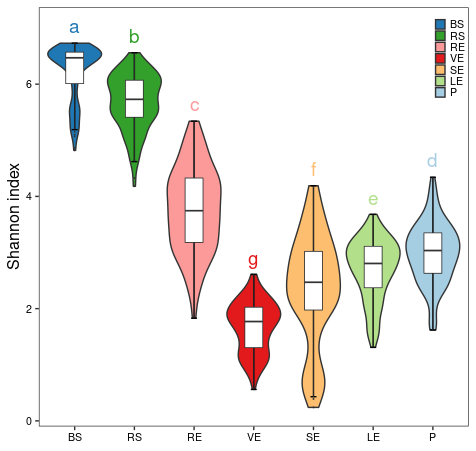 a
b
c
g
f
e
d
BS
RS
RE
VE
SE
LE
P
Shannon index
6
4
2
0
BS RS RE VE SE LE P